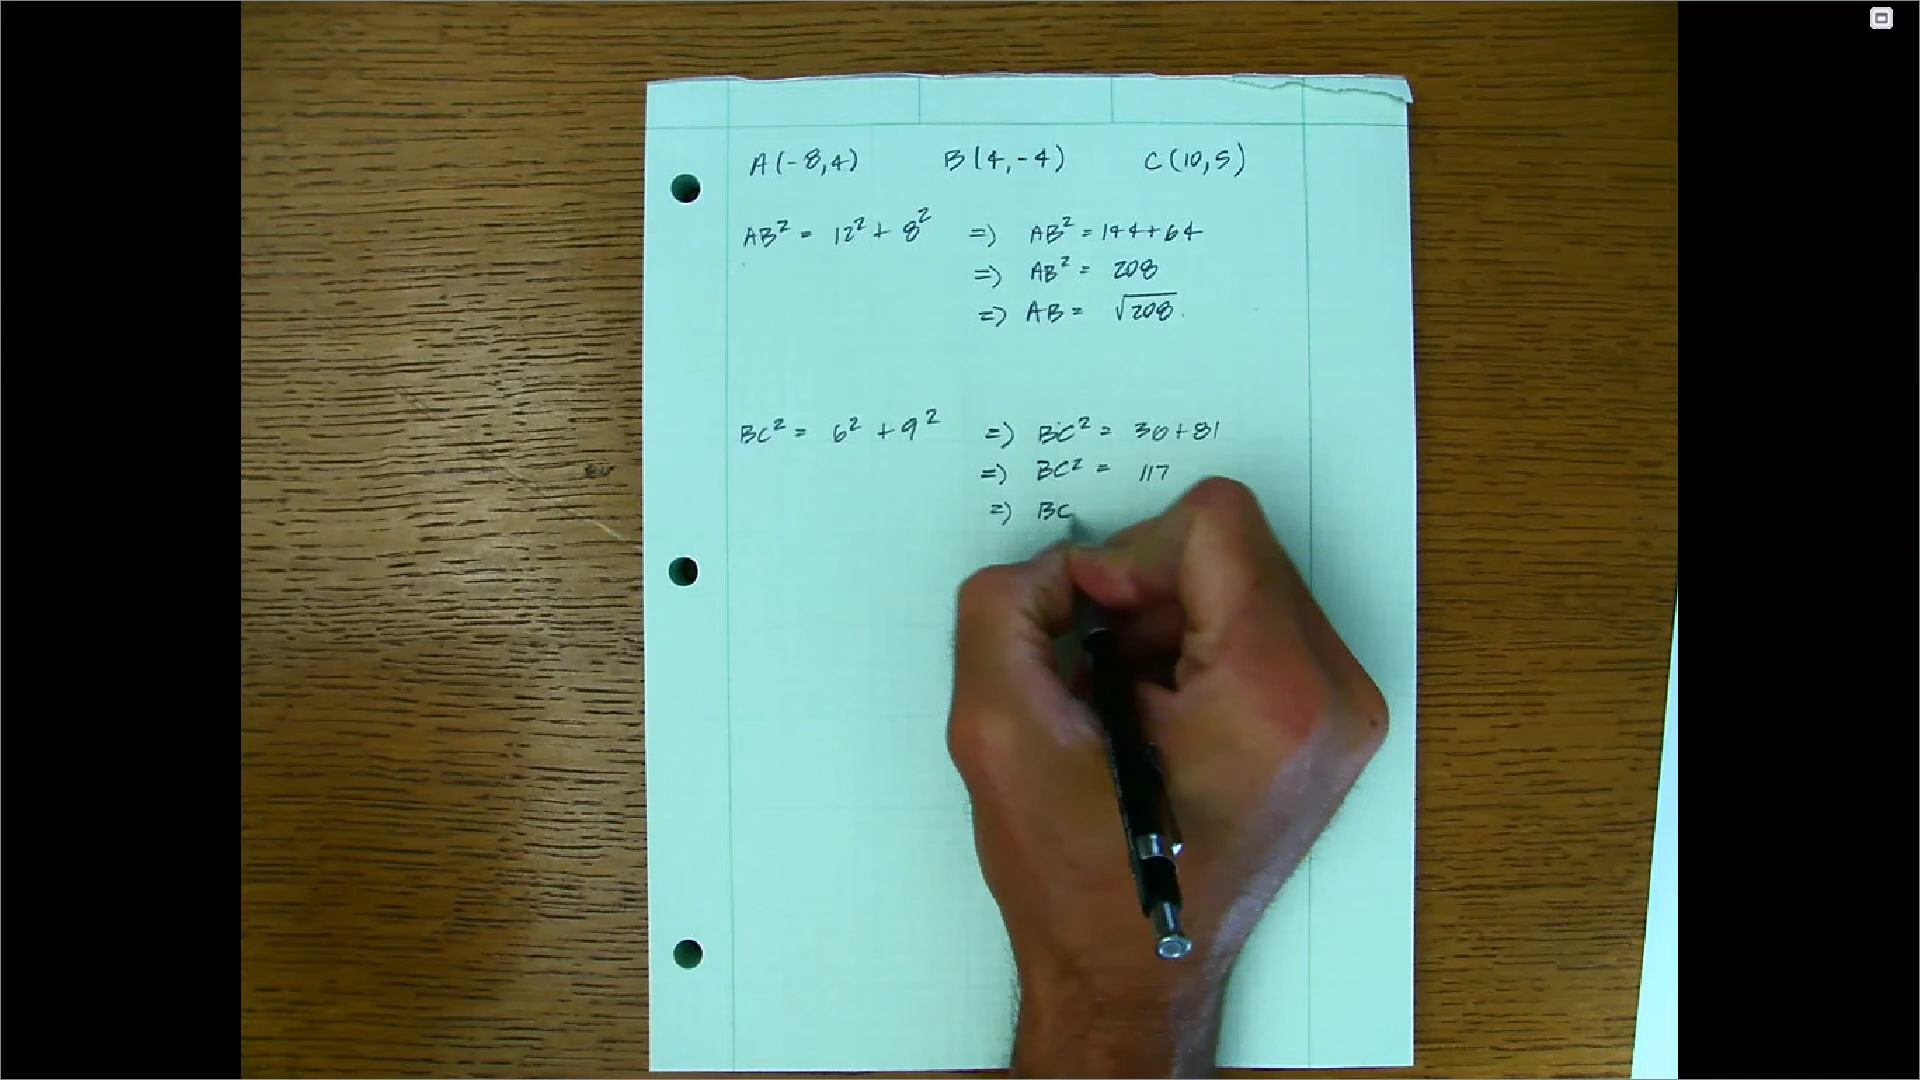 A(-8,4) B(4,-4) C(10,5)
AB² = 12² + 8² => AB² = 144+64
=> AB² = 208
=> AB = √208
BC² = 6² + 9² => BC² = 36+81
=> BC² = 117
=> BC